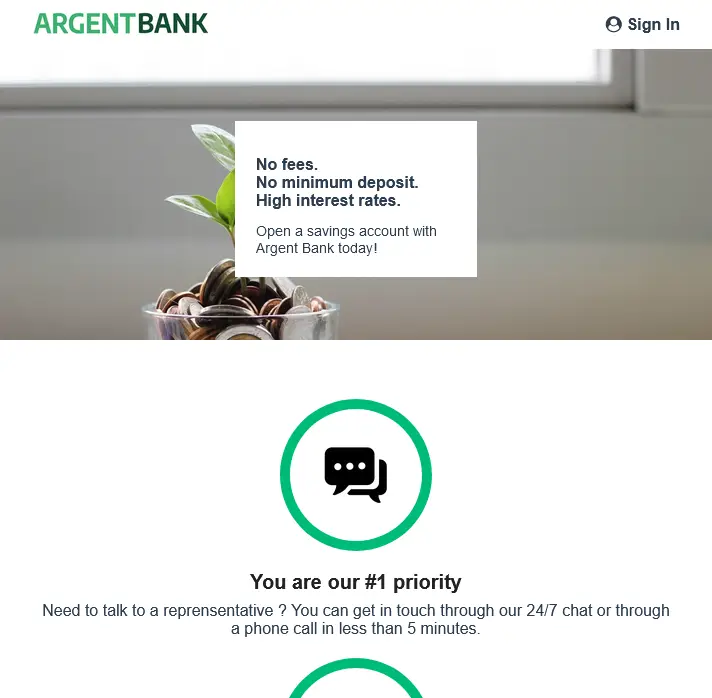 ARGENTBANK
Sign In
No fees.
No minimum deposit.
High interest rates.
Open a savings account with
Argent Bank today!
You are our #1 priority
Need to talk to a reprensentative ? You can get in touch through our 24/7 chat or through
a phone call in less than 5 minutes.